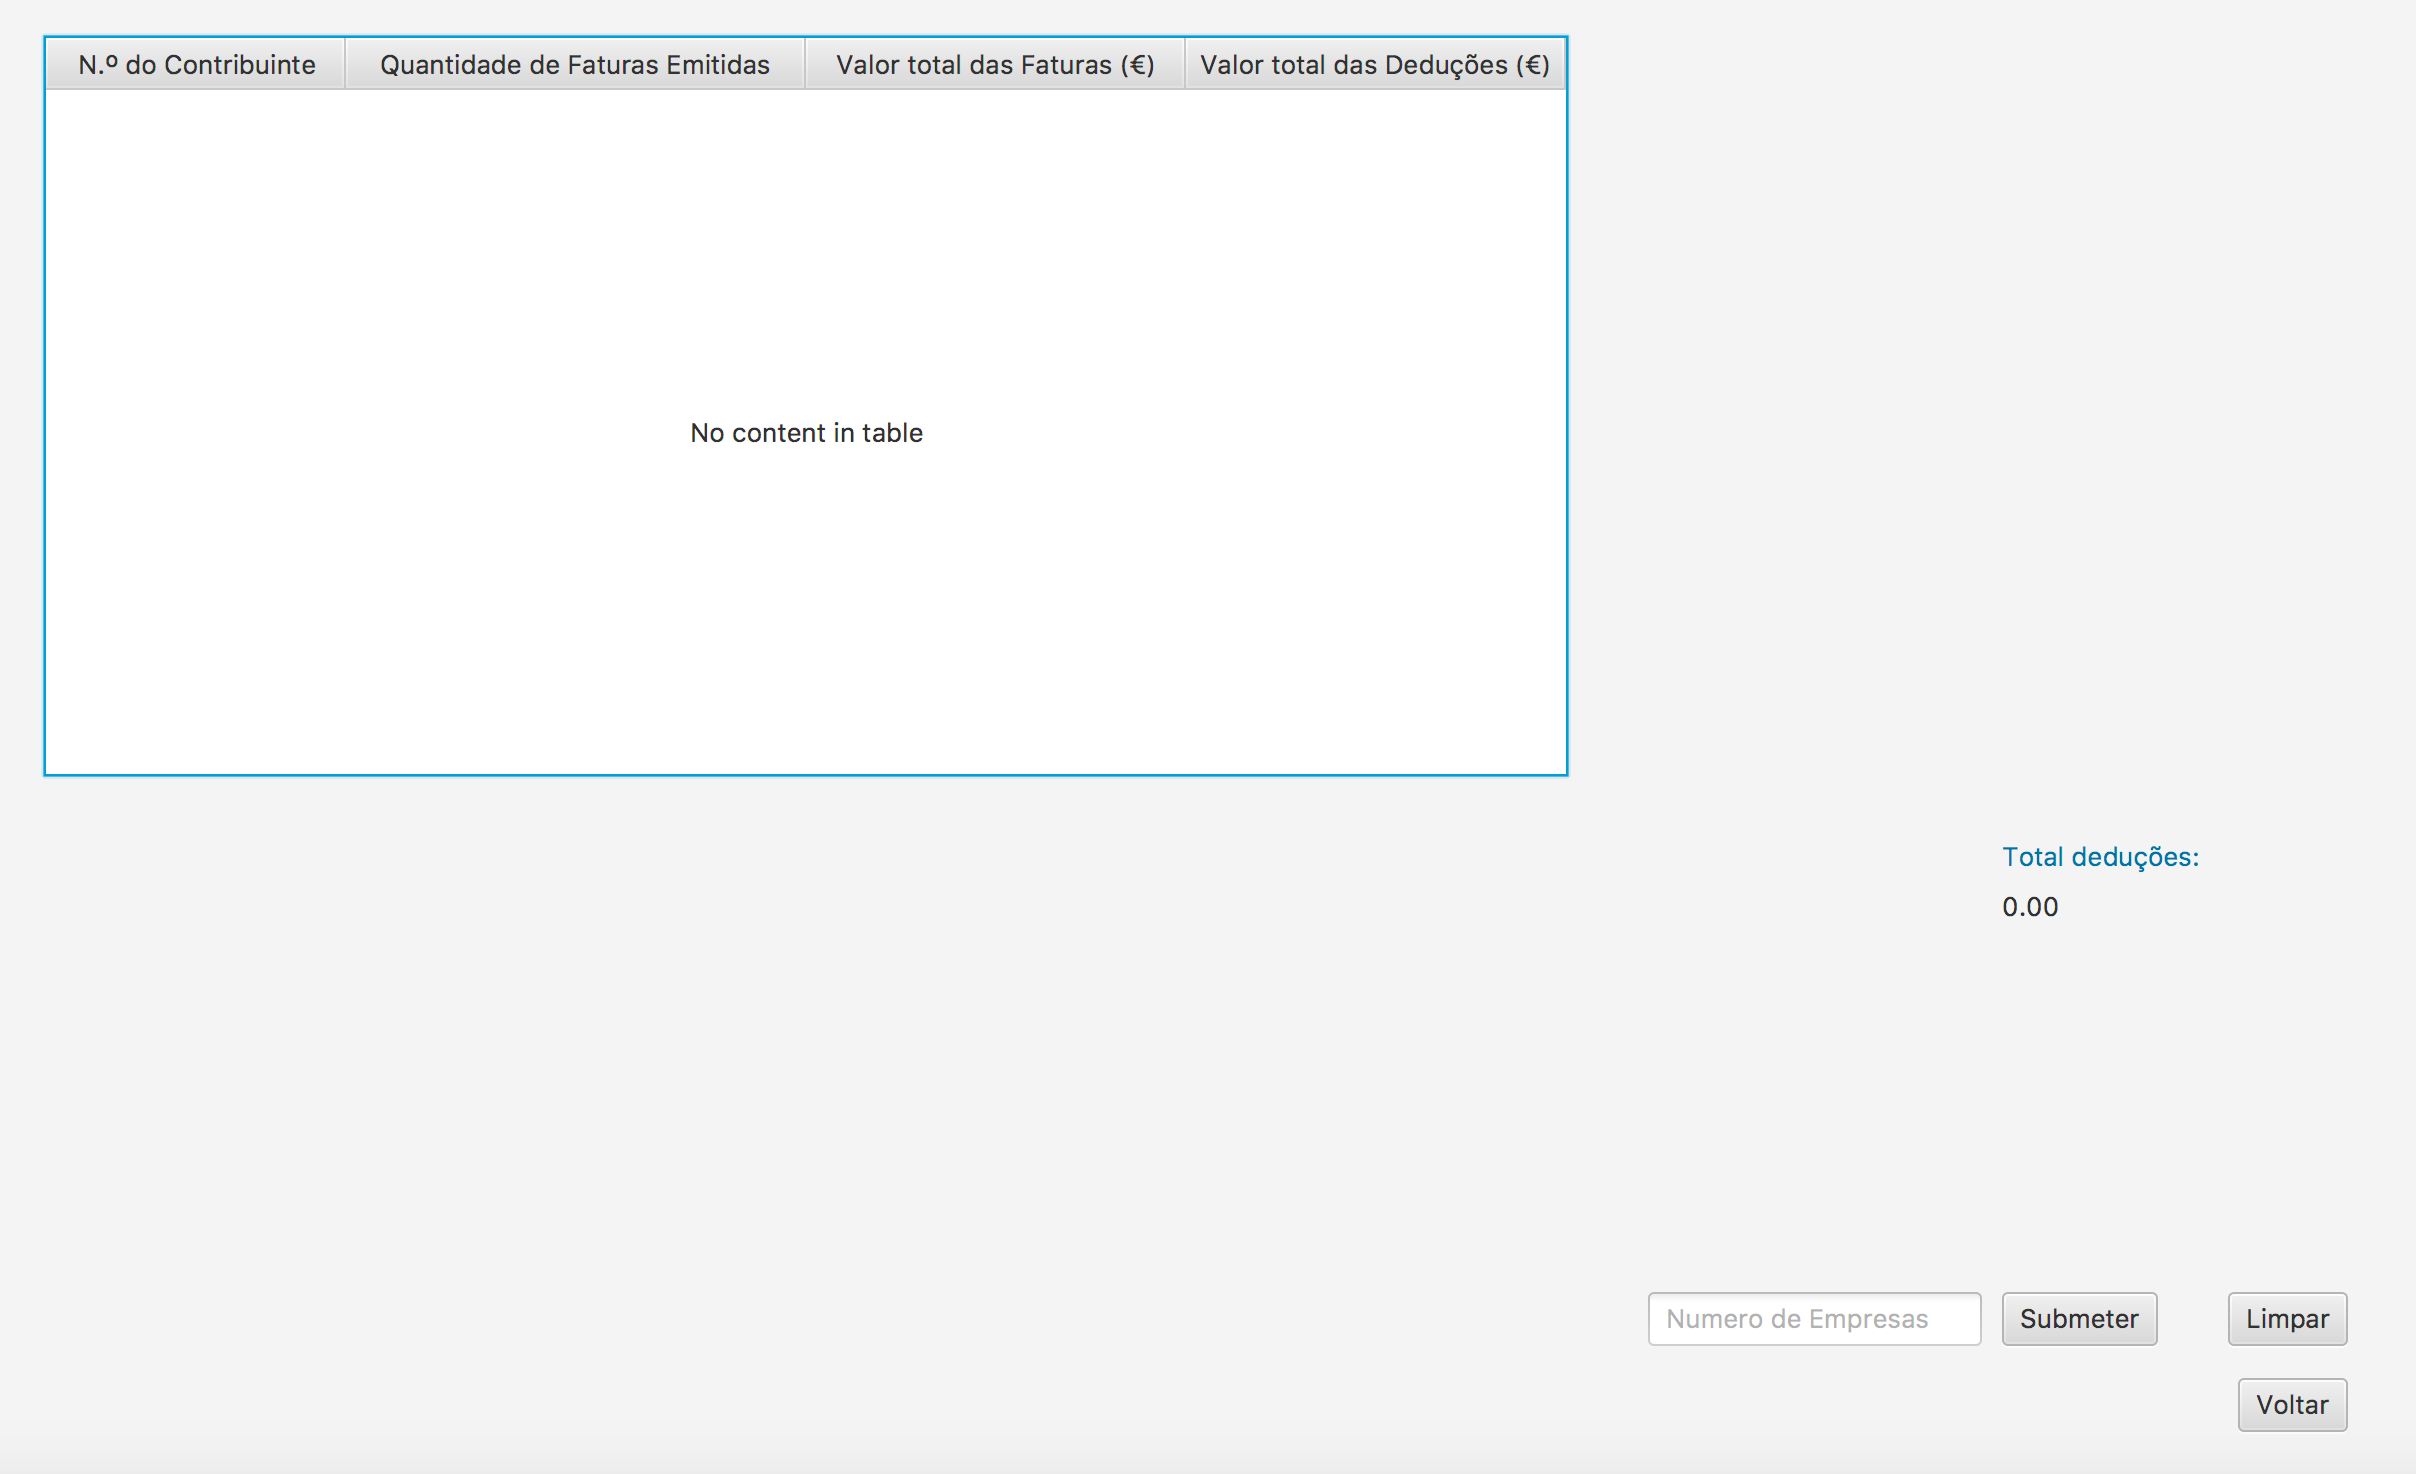 N.º do Contribuinte Quantidade de Faturas Emitidas Valor total das Faturas (€) Valor total das Deduções (€)
No content in table
Total deduções:
0.00
Numero de Empresas Submeter Limpar
Voltar